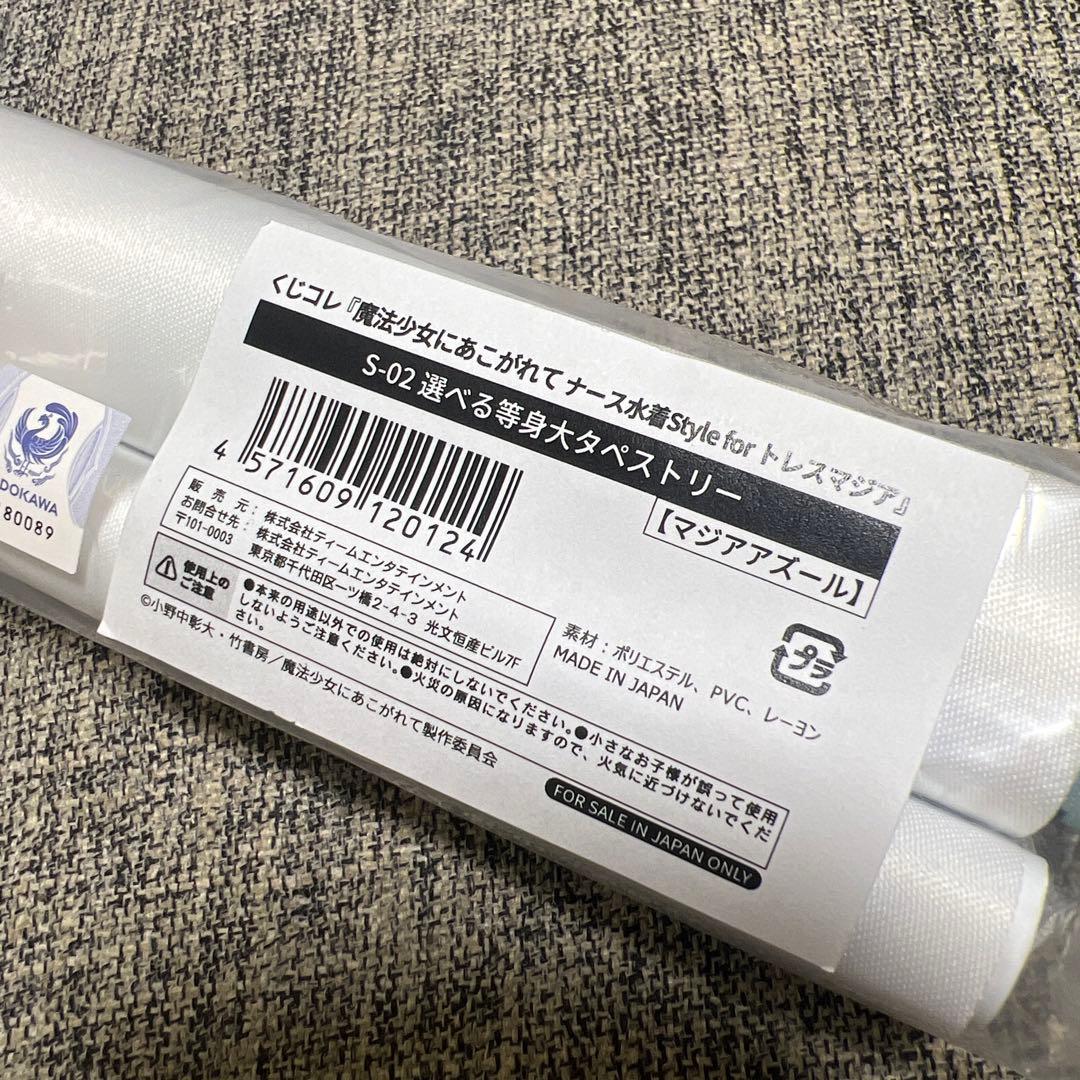 くじコレ『魔法少女にあこがれて ナース水着Style for トレスマジア』
S-02 選べる等身大タペストリー
【マジアアズール】
4 571609 120124
販売元：株式会社ティームエンタテインメント
お問合せ先：株式会社ティームエンタテインメント
〒101-0003 東京都千代田区一ツ橋2-4-3 光文恒産ビル7F
使用上の
ご注意
●本来の用途以外での使用は絶対にしないでください。●小さなお子様が誤って使用
しないようご注意ください。●火災の原因になりますので、火気に近づけないでくだ
さい。
©小野中彰大・竹書房／魔法少女にあこがれて製作委員会
素材：ポリエステル、PVC、レーヨン
MADE IN JAPAN
プラ
FOR SALE IN JAPAN ONLY
DOKAWA
80089